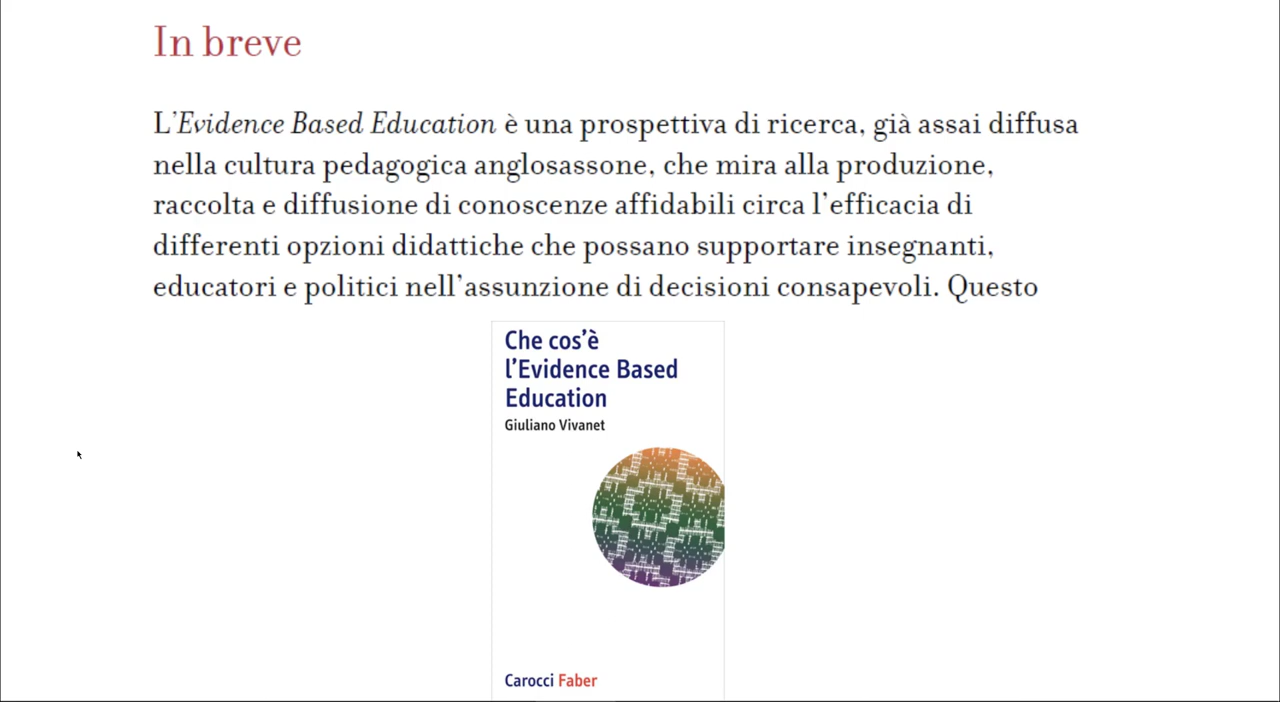 In breve
L’Evidence Based Education è una prospettiva di ricerca, già assai diffusa
nella cultura pedagogica anglosassone, che mira alla produzione,
raccolta e diffusione di conoscenze affidabili circa l’efficacia di
differenti opzioni didattiche che possano supportare insegnanti,
educatori e politici nell’assunzione di decisioni consapevoli. Questo
Che cos’è
l’Evidence Based
Education
Giuliano Vivanet
Carocci Faber